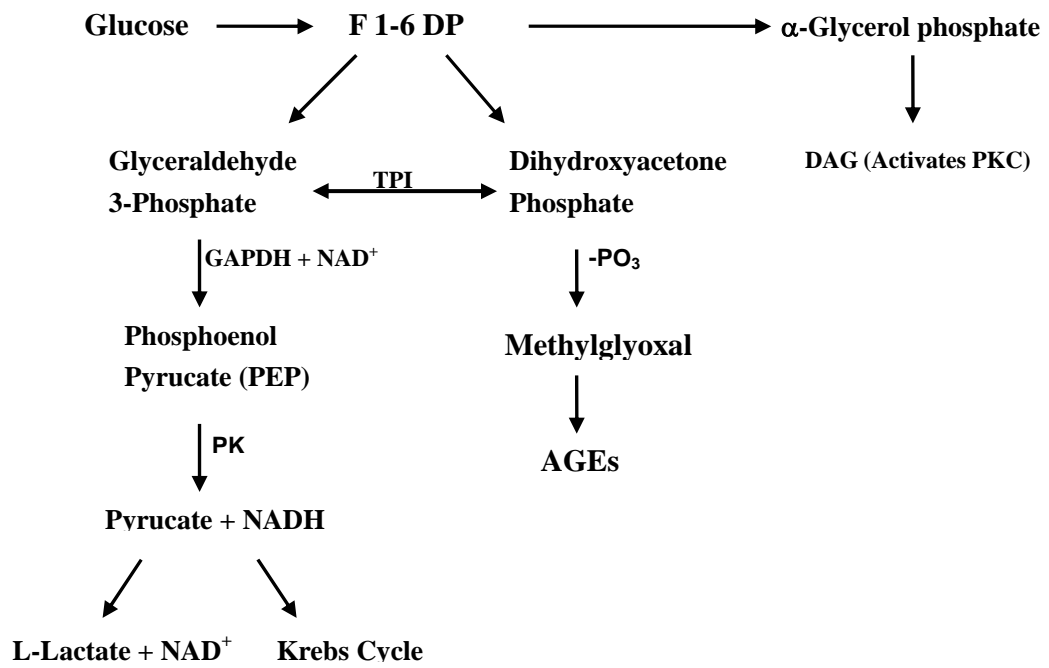 Glucose
F 1-6 DP
α-Glycerol phosphate
Glyceraldehyde
3-Phosphate
TPI
Dihydroxyacetone
Phosphate
DAG (Activates PKC)
GAPDH + NAD⁺
-PO₃
Phosphoenol
Pyrucate (PEP)
Methylglyoxal
PK
AGEs
Pyrucate + NADH
L-Lactate + NAD⁺
Krebs Cycle